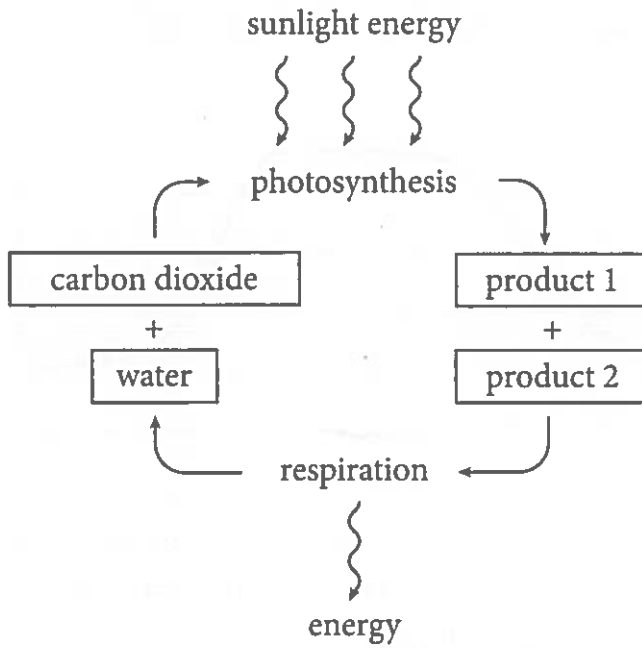 sunlight energy
photosynthesis
carbon dioxide
+
water
product 1
+
product 2
respiration
energy